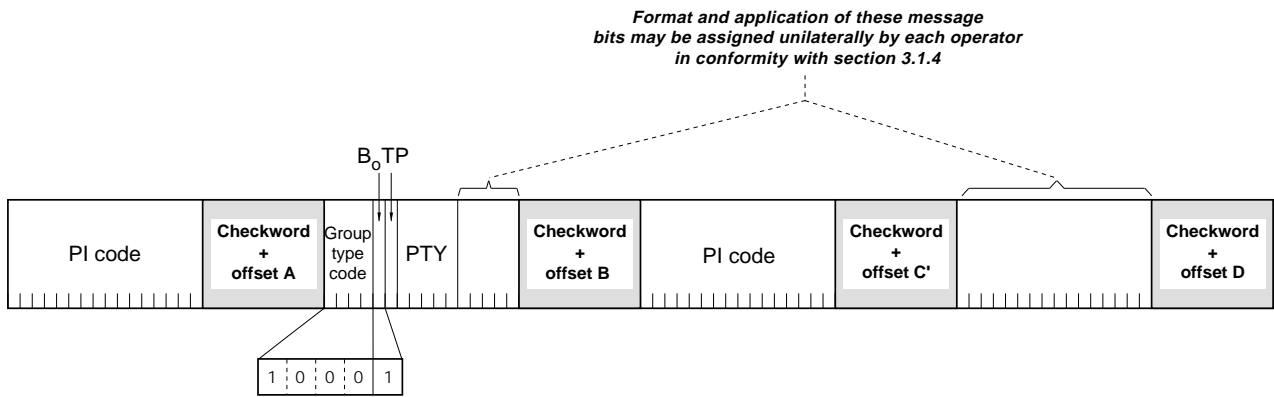 Format and application of these message
bits may be assigned unilaterally by each operator
in conformity with section 3.1.4
BoTP
PI code
Checkword
+
offset A
Group
type
code
PTY
Checkword
+
offset B
PI code
Checkword
+
offset C'
Checkword
+
offset D
1 0 0 0 1